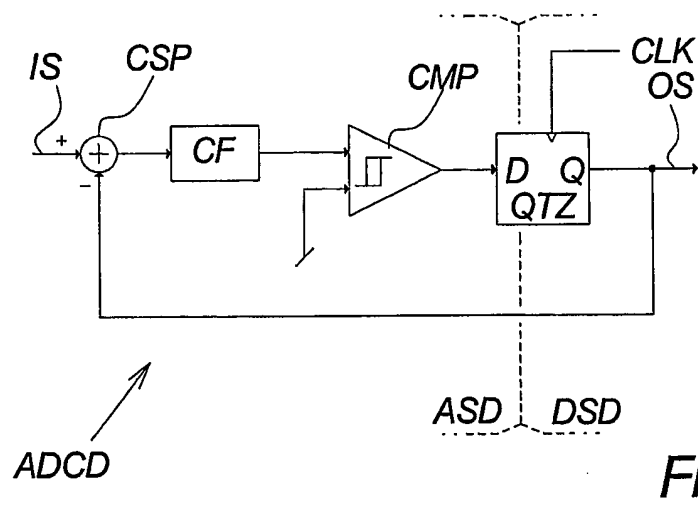 IS
CSP
CMP
CLK
OS
+
+
-
CF
D Q
QTZ
ASD
DSD
ADCD